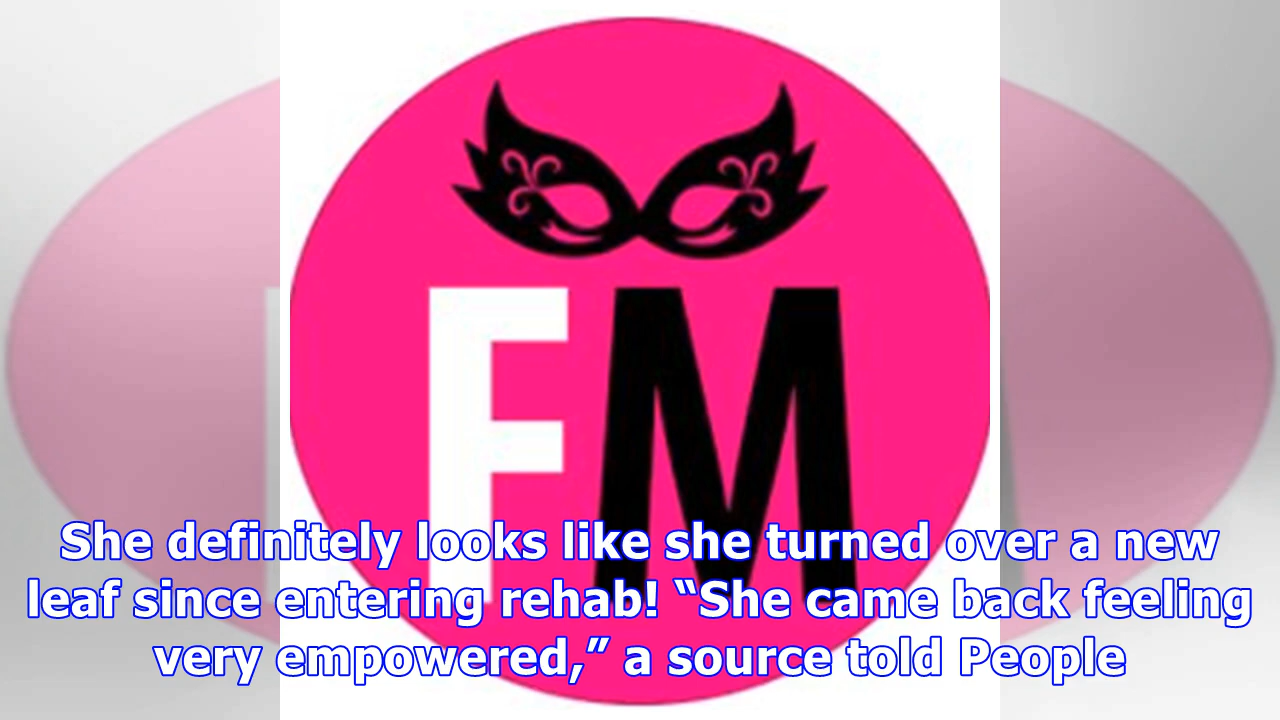 FM
She definitely looks like she turned over a new
leaf since entering rehab! “She came back feeling
very empowered,” a source told People